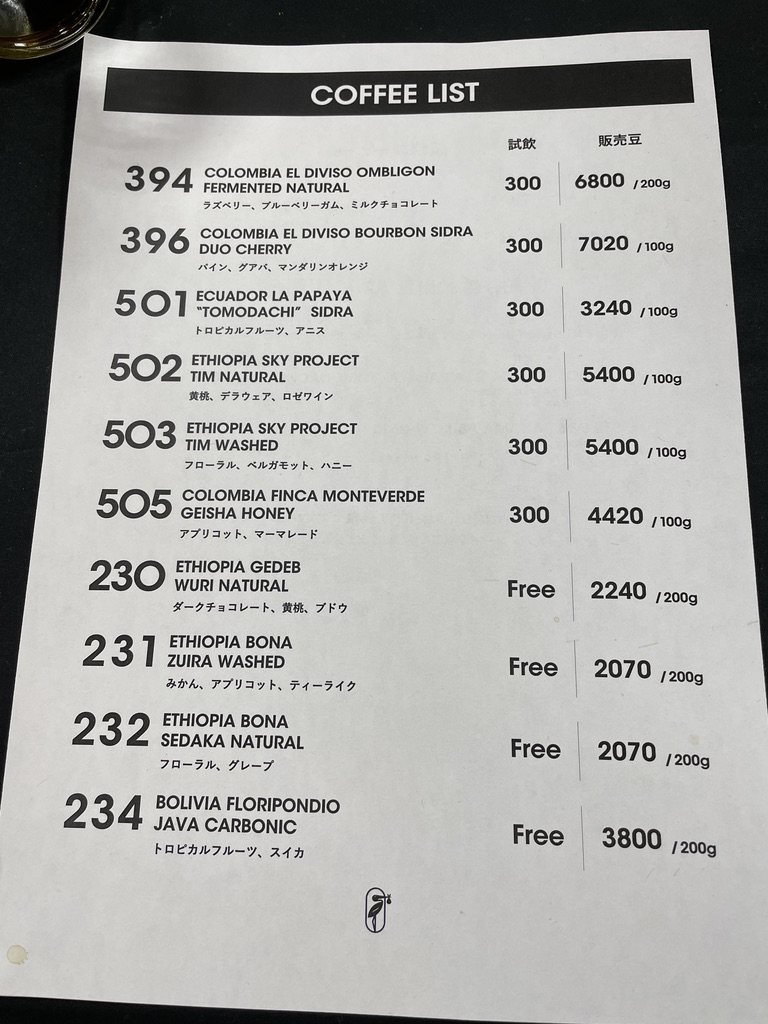 COFFEE LIST
試飲 販売豆
394 COLOMBIA EL DIVISO OMBLIGON
FERMENTED NATURAL 300 6800 /200g
ラズベリー、ブルーベリーガム、ミルクチョコレート
396 COLOMBIA EL DIVISO BOURBON SIDRA
DUO CHERRY 300 7020 /100g
パイン、グアバ、マンダリンオレンジ
501 ECUADOR LA PAPAYA
“TOMODACHI” SIDRA 300 3240 /100g
トロピカルフルーツ、アニス
502 ETHIOPIA SKY PROJECT
TIM NATURAL 300 5400 /100g
黄桃、デラウェア、ロゼワイン
503 ETHIOPIA SKY PROJECT
TIM WASHED 300 5400 /100g
フローラル、ベルガモット、ハニー
505 COLOMBIA FINCA MONTEVERDE
GEISHA HONEY 300 4420 /100g
アプリコット、マーマレード
230 ETHIOPIA GEDEB
WURI NATURAL Free 2240 /200g
ダークチョコレート、黄桃、ブドウ
231 ETHIOPIA BONA
ZUIRA WASHED Free 2070 /200g
みかん、アプリコット、ティーライク
232 ETHIOPIA BONA
SEDAKA NATURAL Free 2070 /200g
フローラル、グレープ
234 BOLIVIA FLORIPONDIO
JAVA CARBONIC Free 3800 /200g
トロピカルフルーツ、スイカ